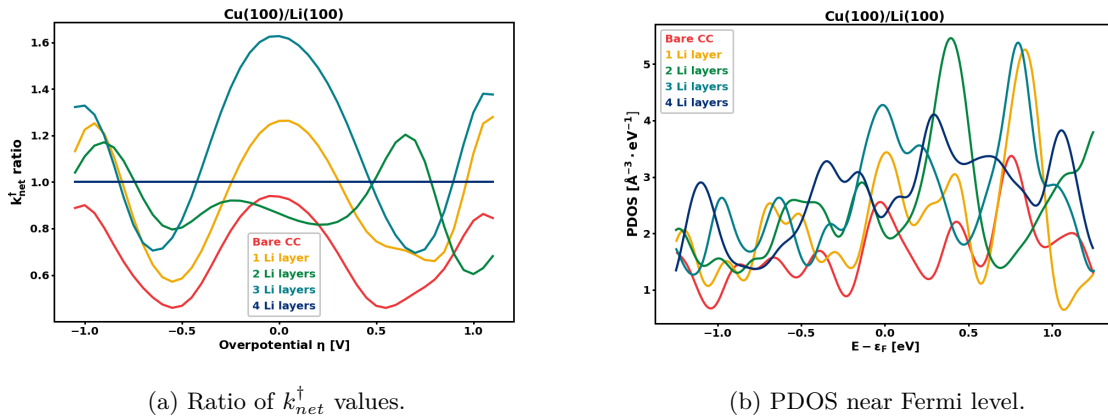 Cu(100)/Li(100)
k†net ratio
1.6
1.4
1.2
1.0
0.8
0.6
Bare CC
1 Li layer
2 Li layers
3 Li layers
4 Li layers
−1.0 −0.5 0.0 0.5 1.0
Overpotential η [V]
(a) Ratio of k†net values.
Cu(100)/Li(100)
PDOS [Å⁻³ · eV⁻¹]
5
4
3
2
1
Bare CC
1 Li layer
2 Li layers
3 Li layers
4 Li layers
−1.0 −0.5 0.0 0.5 1.0
E − εF [eV]
(b) PDOS near Fermi level.